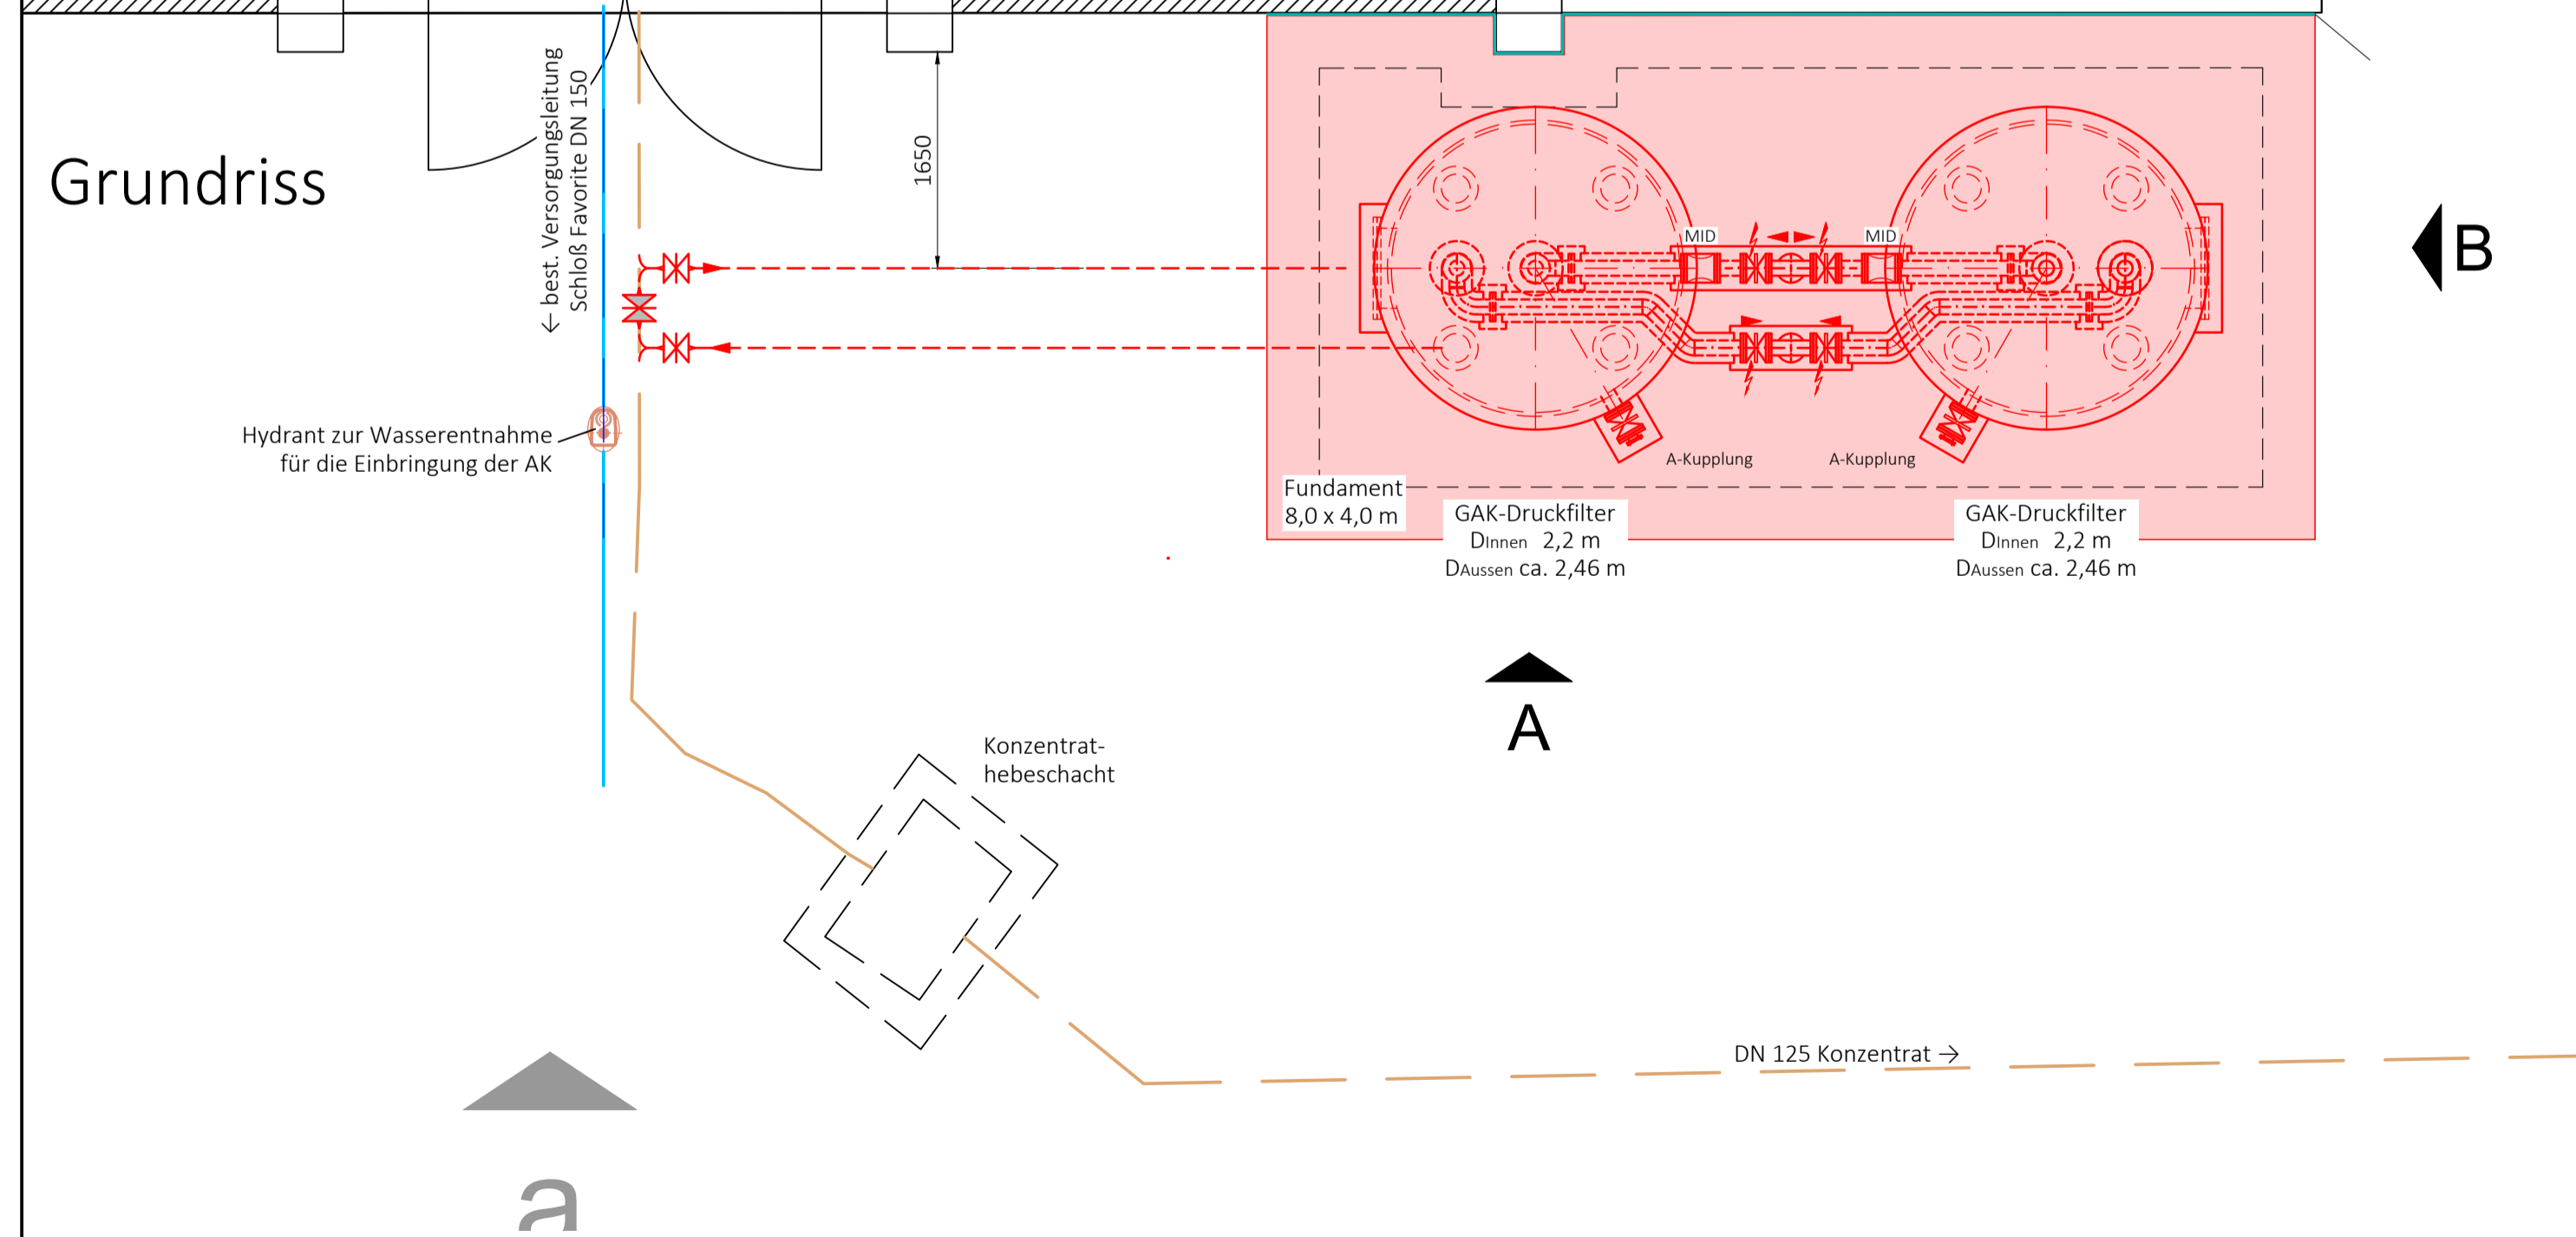 Grundriss
← best. Versorgungsleitung
Schloß Favorite DN 150
1650
MID
MID
B
Hydrant zur Wasserentnahme
für die Einbringung der AK
A-Kupplung
A-Kupplung
Fundament
8,0 x 4,0 m
GAK-Druckfilter
DInnen 2,2 m
DAussen ca. 2,46 m
GAK-Druckfilter
DInnen 2,2 m
DAussen ca. 2,46 m
A
Konzentrat-
hebeschacht
DN 125 Konzentrat →
a